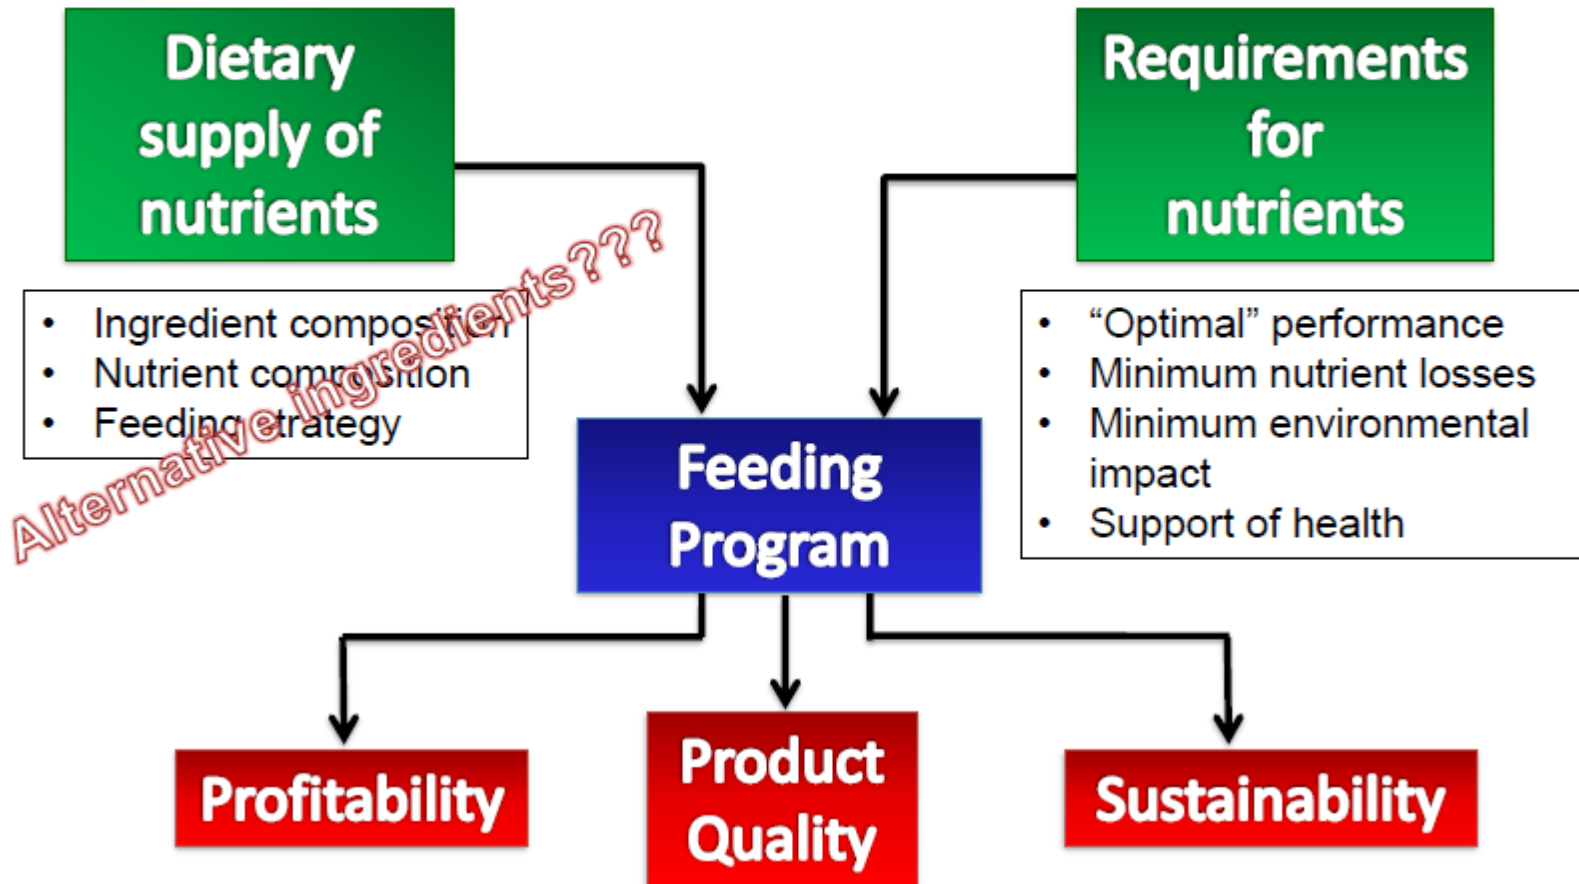 Dietary
supply of
nutrients
Requirements
for
nutrients
Alternative ingredients???
• Ingredient composition
• Nutrient composition
• Feeding strategy
• “Optimal” performance
• Minimum nutrient losses
• Minimum environmental
impact
• Support of health
Feeding
Program
Profitability
Product
Quality
Sustainability